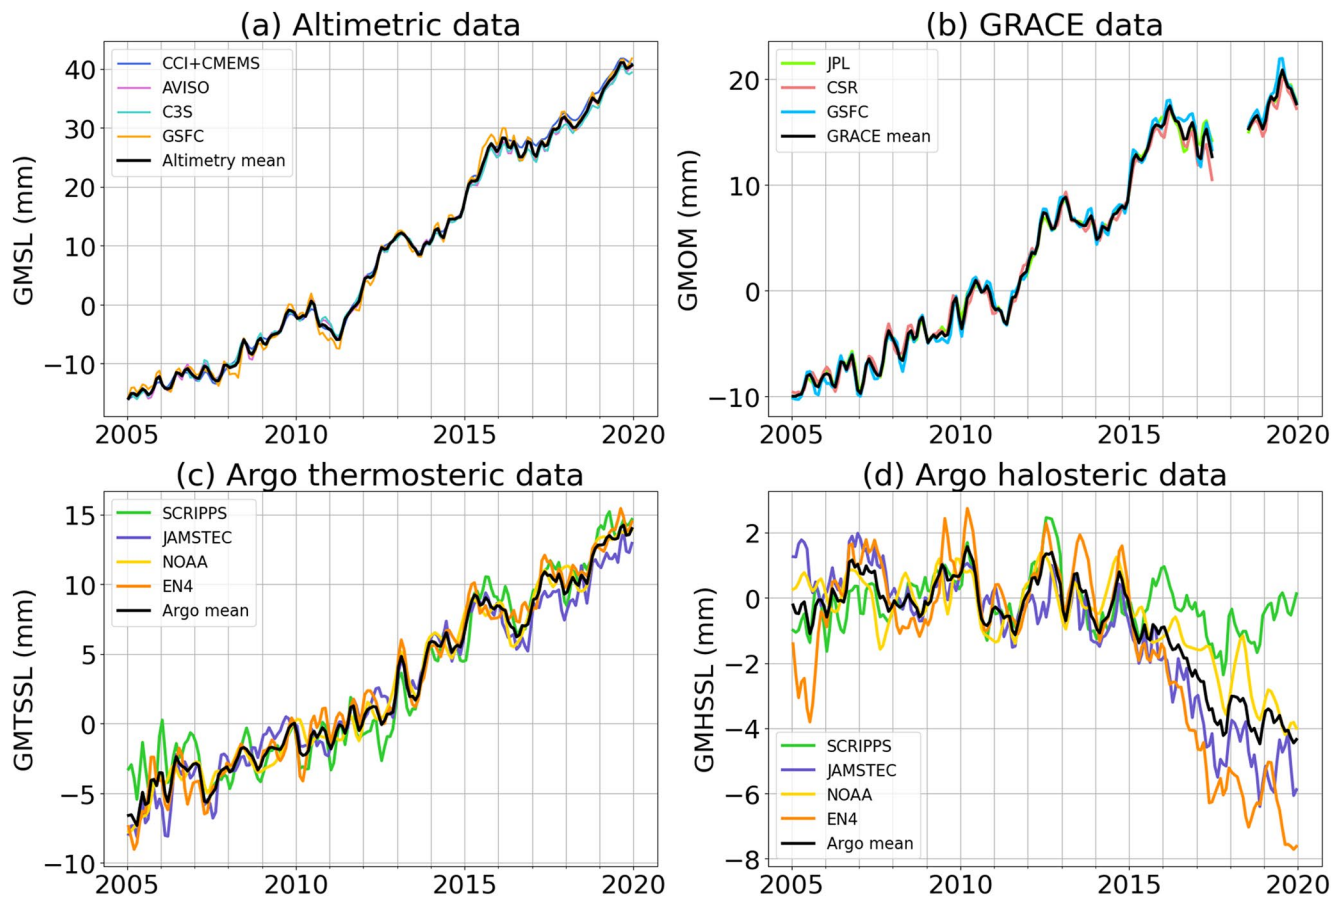 (a) Altimetric data
GMSL (mm)
40
30
20
10
0
−10
CCI+CMEMS
AVISO
C3S
GSFC
Altimetry mean
2005 2010 2015 2020
(b) GRACE data
GMOM (mm)
20
10
0
−10
JPL
CSR
GSFC
GRACE mean
2005 2010 2015 2020
(c) Argo thermosteric data
GMTSSL (mm)
15
10
5
0
−5
−10
SCRIPPS
JAMSTEC
NOAA
EN4
Argo mean
2005 2010 2015 2020
(d) Argo halosteric data
GMHSSL (mm)
2
0
−2
−4
−6
−8
SCRIPPS
JAMSTEC
NOAA
EN4
Argo mean
2005 2010 2015 2020